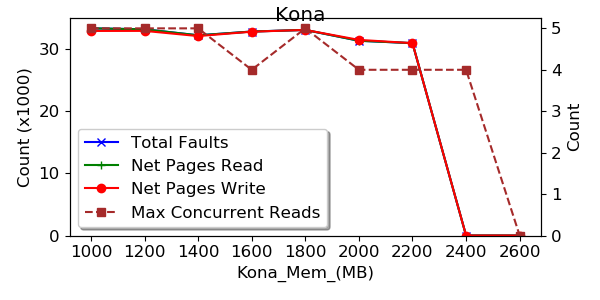 Kona
30
20
10
0
Count (x1000)
5
4
3
2
1
0
Count
Total Faults
Net Pages Read
Net Pages Write
Max Concurrent Reads
1000 1200 1400 1600 1800 2000 2200 2400 2600
Kona_Mem_(MB)